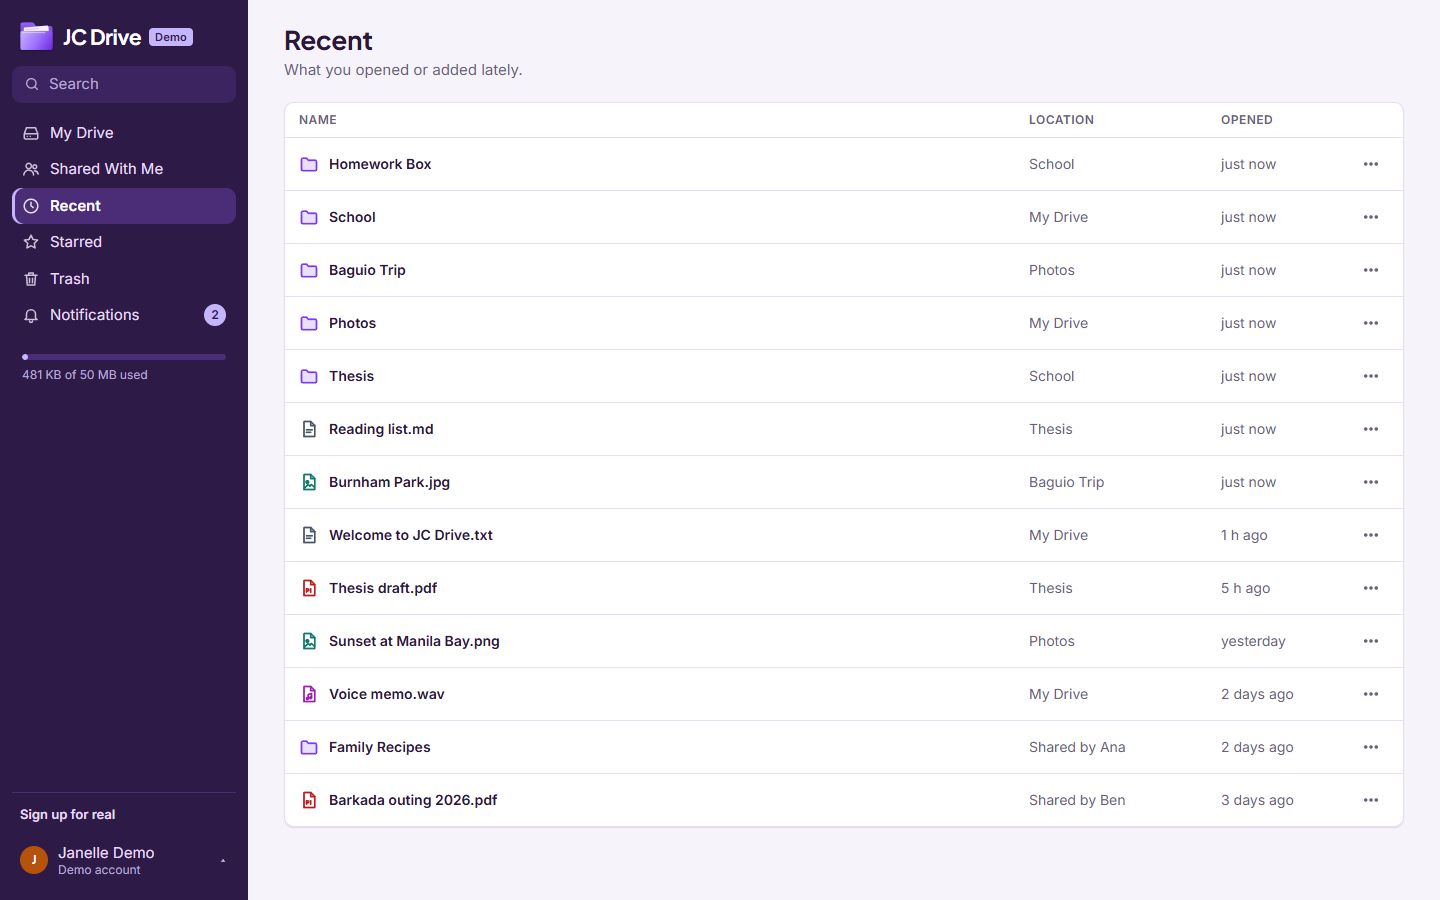 JC Drive Demo
Search
My Drive
Shared With Me
Recent
Starred
Trash
Notifications 2
481 KB of 50 MB used
Sign up for real
J Janelle Demo
Demo account
Recent
What you opened or added lately.
NAME LOCATION OPENED
Homework Box School just now
School My Drive just now
Baguio Trip Photos just now
Photos My Drive just now
Thesis School just now
Reading list.md Thesis just now
Burnham Park.jpg Baguio Trip just now
Welcome to JC Drive.txt My Drive 1 h ago
Thesis draft.pdf Thesis 5 h ago
Sunset at Manila Bay.png Photos yesterday
Voice memo.wav My Drive 2 days ago
Family Recipes Shared by Ana 2 days ago
Barkada outing 2026.pdf Shared by Ben 3 days ago